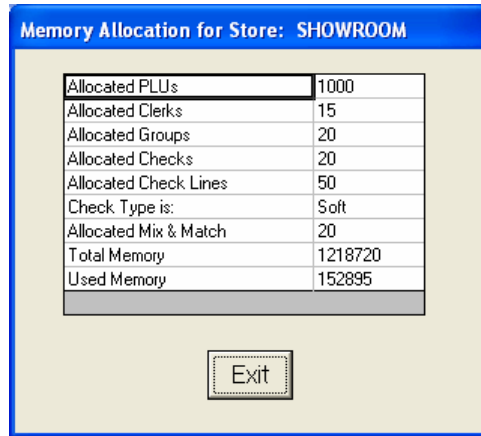 Memory Allocation for Store: SHOWROOM
Allocated PLUs 1000
Allocated Clerks 15
Allocated Groups 20
Allocated Checks 20
Allocated Check Lines 50
Check Type is: Soft
Allocated Mix & Match 20
Total Memory 1218720
Used Memory 152895
Exit